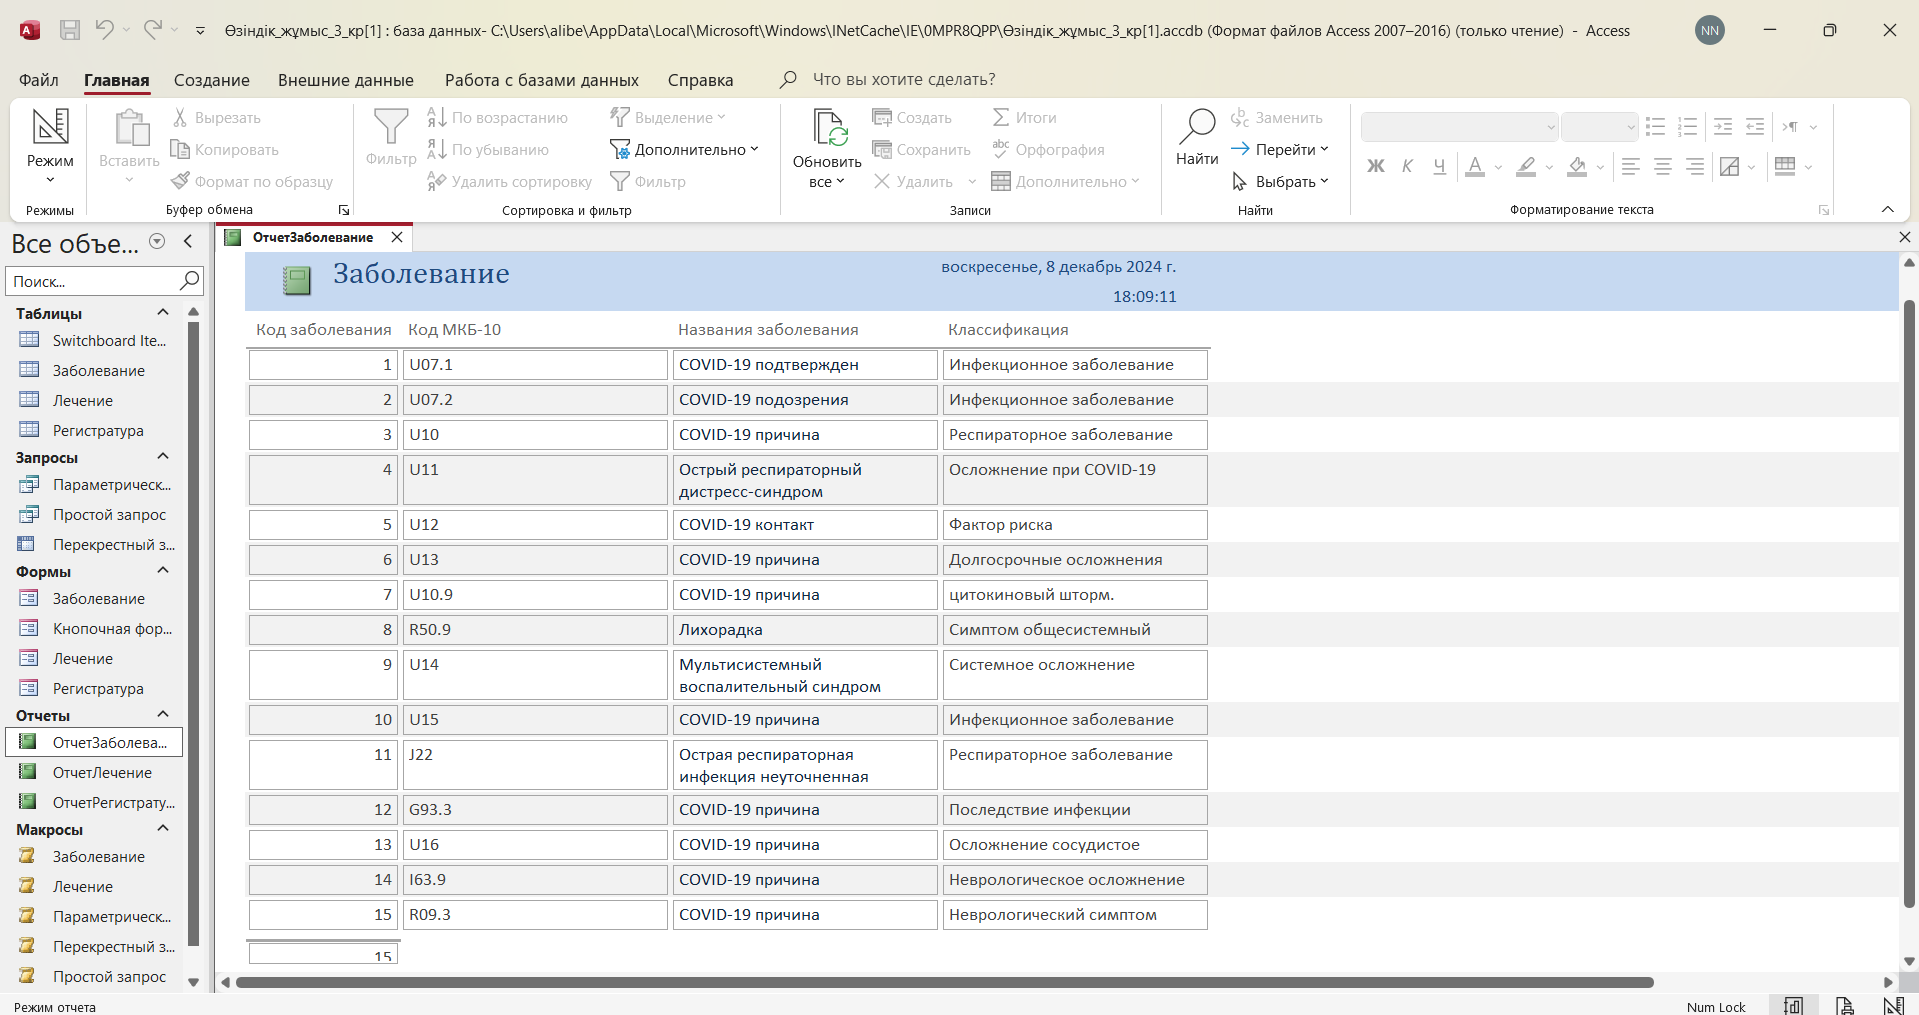 Өзіндік_жұмыс_3_кр[1] : база данных- C:\Users\alibe\AppData\Local\Microsoft\Windows\INetCache\IE\0MPR8QPP\Өзіндік_жұмыс_3_кр[1].accdb (Формат файлов Access 2007–2016) (только чтение) - Access
NN
Файл Главная Создание Внешние данные Работа с базами данных Справка Что вы хотите сделать?
Режим
Режимы
Вставить
Вырезать
Копировать
Формат по образцу
Буфер обмена
Фильтр
По возрастанию
По убыванию
Удалить сортировку
Выделение
Дополнительно
Фильтр
Сортировка и фильтр
Обновить
все
Создать
Сохранить
Удалить
Итоги
Орфография
Дополнительно
Записи
Найти
Заменить
Перейти
Выбрать
Найти
Ж К Ч А
Форматирование текста
Все объе...
Поиск...
Таблицы
Switchboard Ite...
Заболевание
Лечение
Регистратура
Запросы
Параметрическ...
Простой запрос
Перекрестный з...
Формы
Заболевание
Кнопочная фор...
Лечение
Регистратура
Отчеты
ОтчетЗаболева...
ОтчетЛечение
ОтчетРегистрату...
Макросы
Заболевание
Лечение
Параметрическ...
Перекрестный з...
Простой запрос
ОтчетЗаболевание
Заболевание
воскресенье, 8 декабрь 2024 г.
18:09:11
Код заболевания Код МКБ-10 Названия заболевания Классификация
1 U07.1 COVID-19 подтвержден Инфекционное заболевание
2 U07.2 COVID-19 подозрения Инфекционное заболевание
3 U10 COVID-19 причина Респираторное заболевание
4 U11 Острый респираторный Осложнение при COVID-19
дистресс-синдром
5 U12 COVID-19 контакт Фактор риска
6 U13 COVID-19 причина Долгосрочные осложнения
7 U10.9 COVID-19 причина цитокиновый шторм.
8 R50.9 Лихорадка Симптом общесистемный
9 U14 Мультисистемный Системное осложнение
воспалительный синдром
10 U15 COVID-19 причина Инфекционное заболевание
11 J22 Острая респираторная Респираторное заболевание
инфекция неуточненная
12 G93.3 COVID-19 причина Последствие инфекции
13 U16 COVID-19 причина Осложнение сосудистое
14 I63.9 COVID-19 причина Неврологическое осложнение
15 R09.3 COVID-19 причина Неврологический симптом
15
Режим отчета
Num Lock